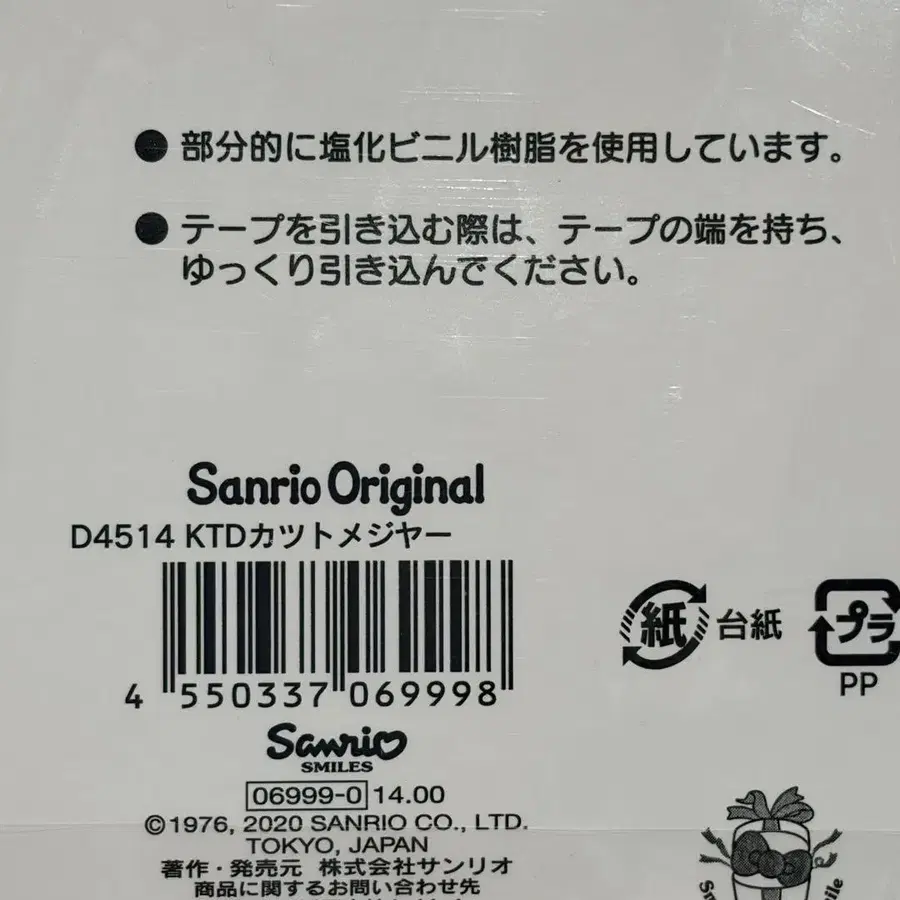 ●部分的に塩化ビニル樹脂を使用しています。
●テープを引き込む際は、テープの端を持ち、
ゆっくり引き込んでください。
Sanrio Original
D4514 KTDカツトメジヤー
4 550337 069998
紙 台紙
プラ
PP
Sanrio
SMILES
06999-0 14.00
©1976, 2020 SANRIO CO., LTD.
TOKYO, JAPAN
著作・発売元 株式会社サンリオ
商品に関するお問い合わせ先